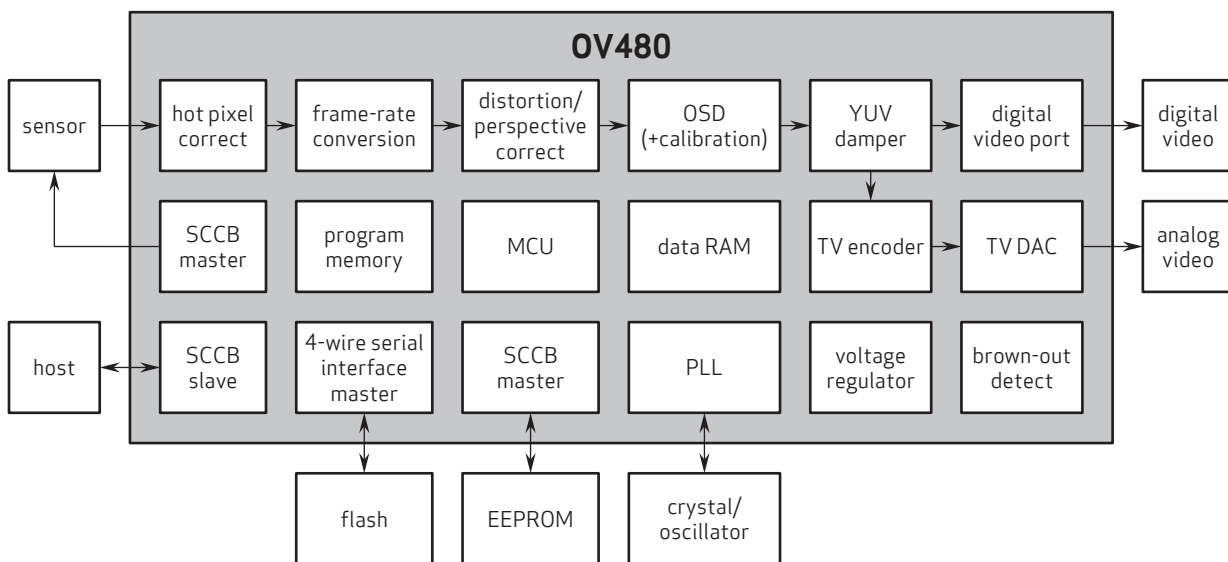 OV480
sensor
hot pixel
correct
frame-rate
conversion
distortion/
perspective
correct
OSD
(+calibration)
YUV
damper
digital
video port
digital
video
SCCB
master
program
memory
MCU
data RAM
TV encoder
TV DAC
analog
video
host
SCCB
slave
4-wire serial
interface
master
SCCB
master
PLL
voltage
regulator
brown-out
detect
flash
EEPROM
crystal/
oscillator